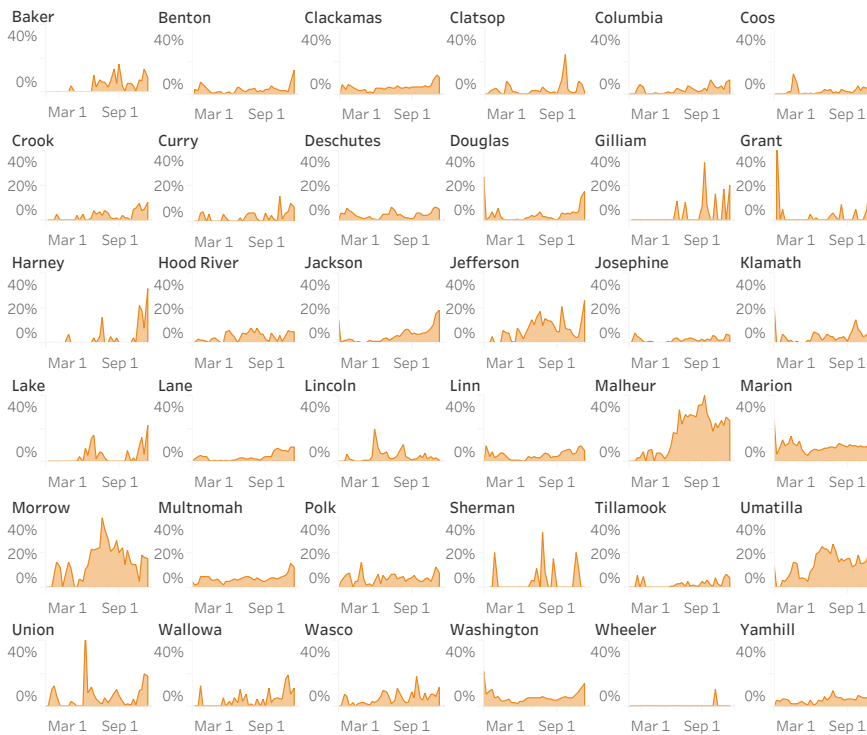 Baker Benton Clackamas Clatsop Columbia Coos
40% 40% 40% 40% 40% 40%
0% 0% 0% 0% 0% 0%
Mar 1 Sep 1 Mar 1 Sep 1 Mar 1 Sep 1 Mar 1 Sep 1 Mar 1 Sep 1 Mar 1 Sep 1
Crook Curry Deschutes Douglas Gilliam Grant
40% 40% 40% 40% 40% 40%
20% 20% 20% 20% 20% 20%
0% 0% 0% 0% 0% 0%
Mar 1 Sep 1 Mar 1 Sep 1 Mar 1 Sep 1 Mar 1 Sep 1 Mar 1 Sep 1 Mar 1 Sep 1
Harney Hood River Jackson Jefferson Josephine Klamath
40% 40% 40% 40% 40% 40%
20% 20% 20% 20% 20% 20%
0% 0% 0% 0% 0% 0%
Mar 1 Sep 1 Mar 1 Sep 1 Mar 1 Sep 1 Mar 1 Sep 1 Mar 1 Sep 1 Mar 1 Sep 1
Lake Lane Lincoln Linn Malheur Marion
40% 40% 40% 40% 40% 40%
0% 0% 0% 0% 0% 0%
Mar 1 Sep 1 Mar 1 Sep 1 Mar 1 Sep 1 Mar 1 Sep 1 Mar 1 Sep 1 Mar 1 Sep 1
Morrow Multnomah Polk Sherman Tillamook Umatilla
40% 40% 40% 40% 40% 40%
20% 20% 20% 20% 20% 20%
0% 0% 0% 0% 0% 0%
Mar 1 Sep 1 Mar 1 Sep 1 Mar 1 Sep 1 Mar 1 Sep 1 Mar 1 Sep 1 Mar 1 Sep 1
Union Wallowa Wasco Washington Wheeler Yamhill
40% 40% 40% 40% 40% 40%
0% 0% 0% 0% 0% 0%
Mar 1 Sep 1 Mar 1 Sep 1 Mar 1 Sep 1 Mar 1 Sep 1 Mar 1 Sep 1 Mar 1 Sep 1